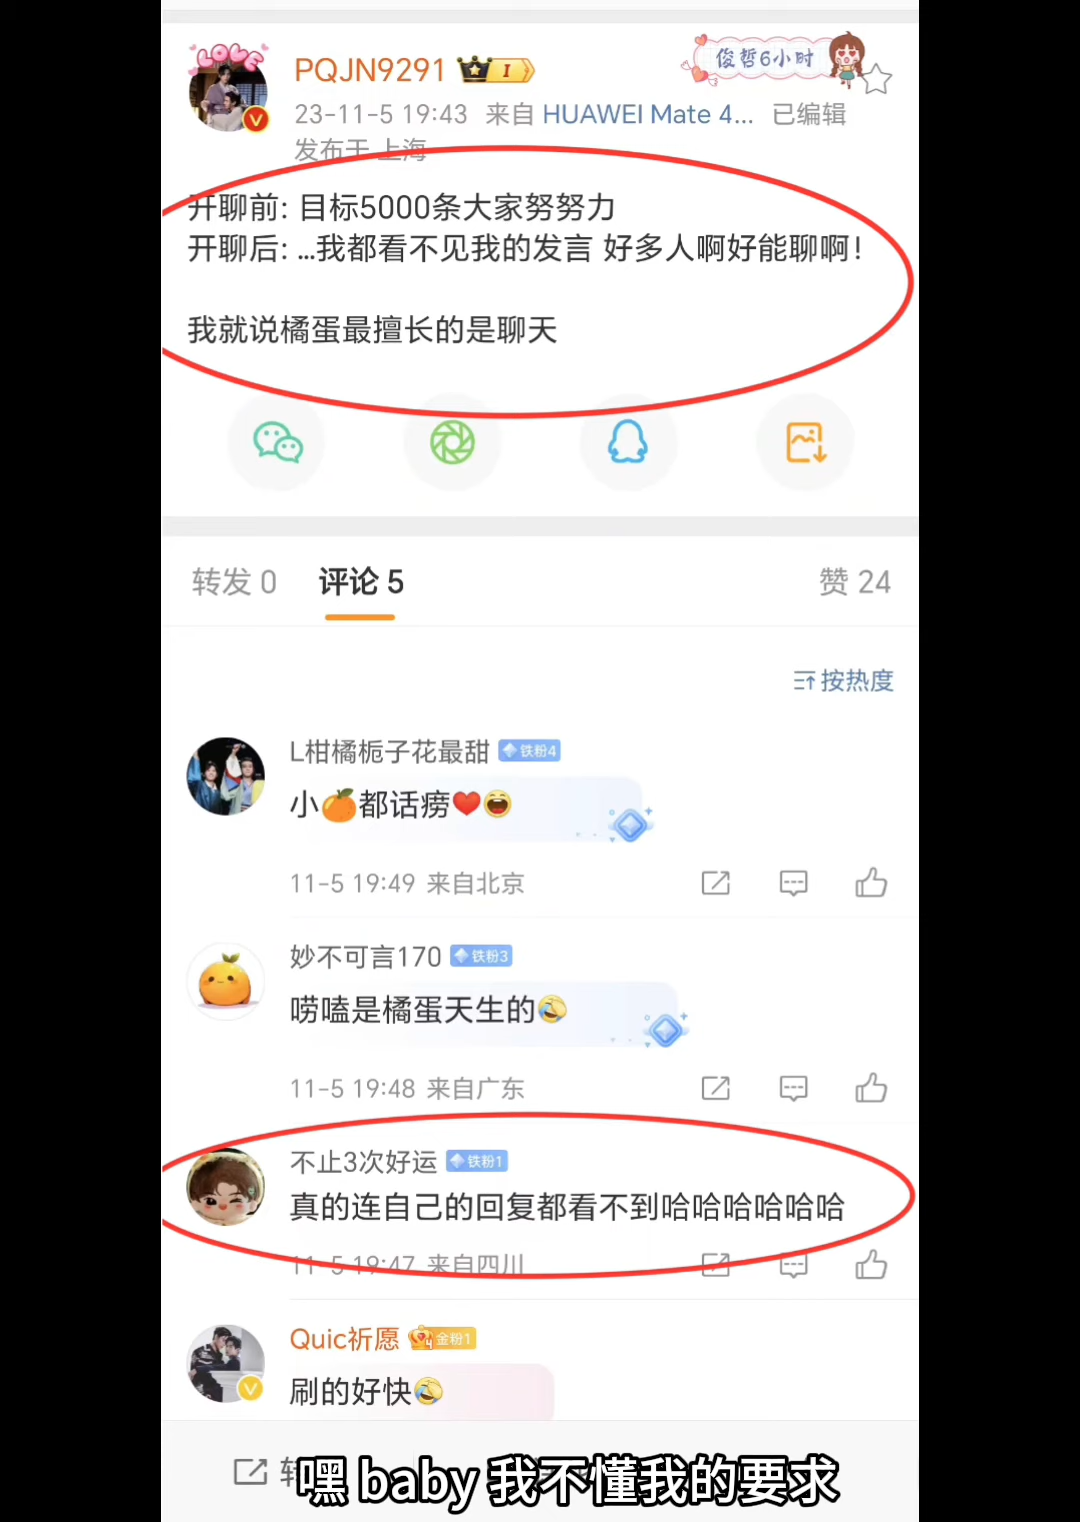 LOVE
PQJN9291
I
俊哲6小时
23-11-5 19:43 来自 HUAWEI Mate 4... 已编辑
发布于 上海
开聊前: 目标5000条大家努努力
开聊后: ...我都看不见我的发言 好多人啊好能聊啊!
我就说橘蛋最擅长的是聊天
转发 0 评论 5 赞 24
按热度
L柑橘栀子花最甜 铁粉4
小🍊都话痨❤️😄
11-5 19:49 来自北京
妙不可言170 铁粉3
唠嗑是橘蛋天生的🤣
11-5 19:48 来自广东
不止3次好运 铁粉1
真的连自己的回复都看不到哈哈哈哈哈哈
11-5 19:47 来自四川
Quic祈愿 金粉1
刷的好快🤣
嘿 baby 我不懂我的要求